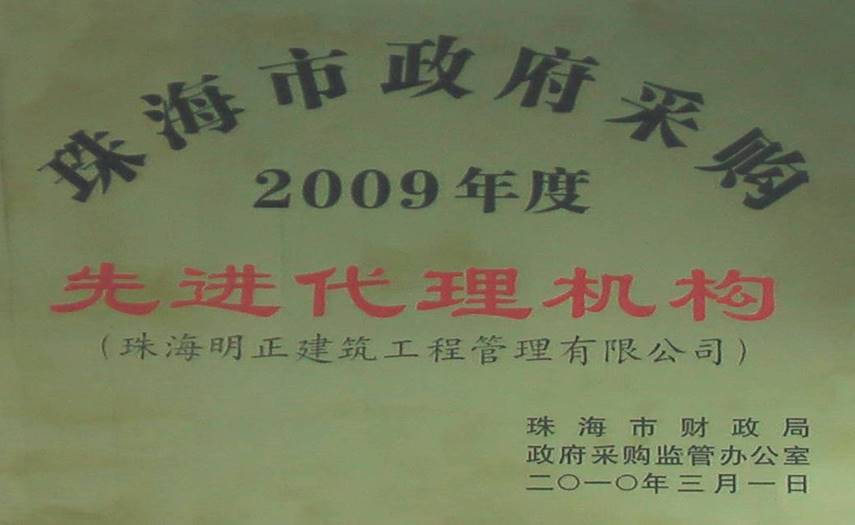 珠海市政府采购
2009年度
先进代理机构
(珠海明正建筑工程管理有限公司)
珠海市财政局
政府采购监管办公室
二〇一〇年三月一日